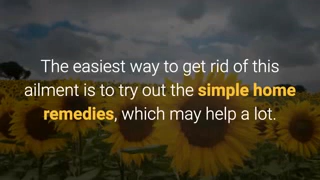 The easiest way to get rid of this
ailment is to try out the simple home
remedies, which may help a lot.